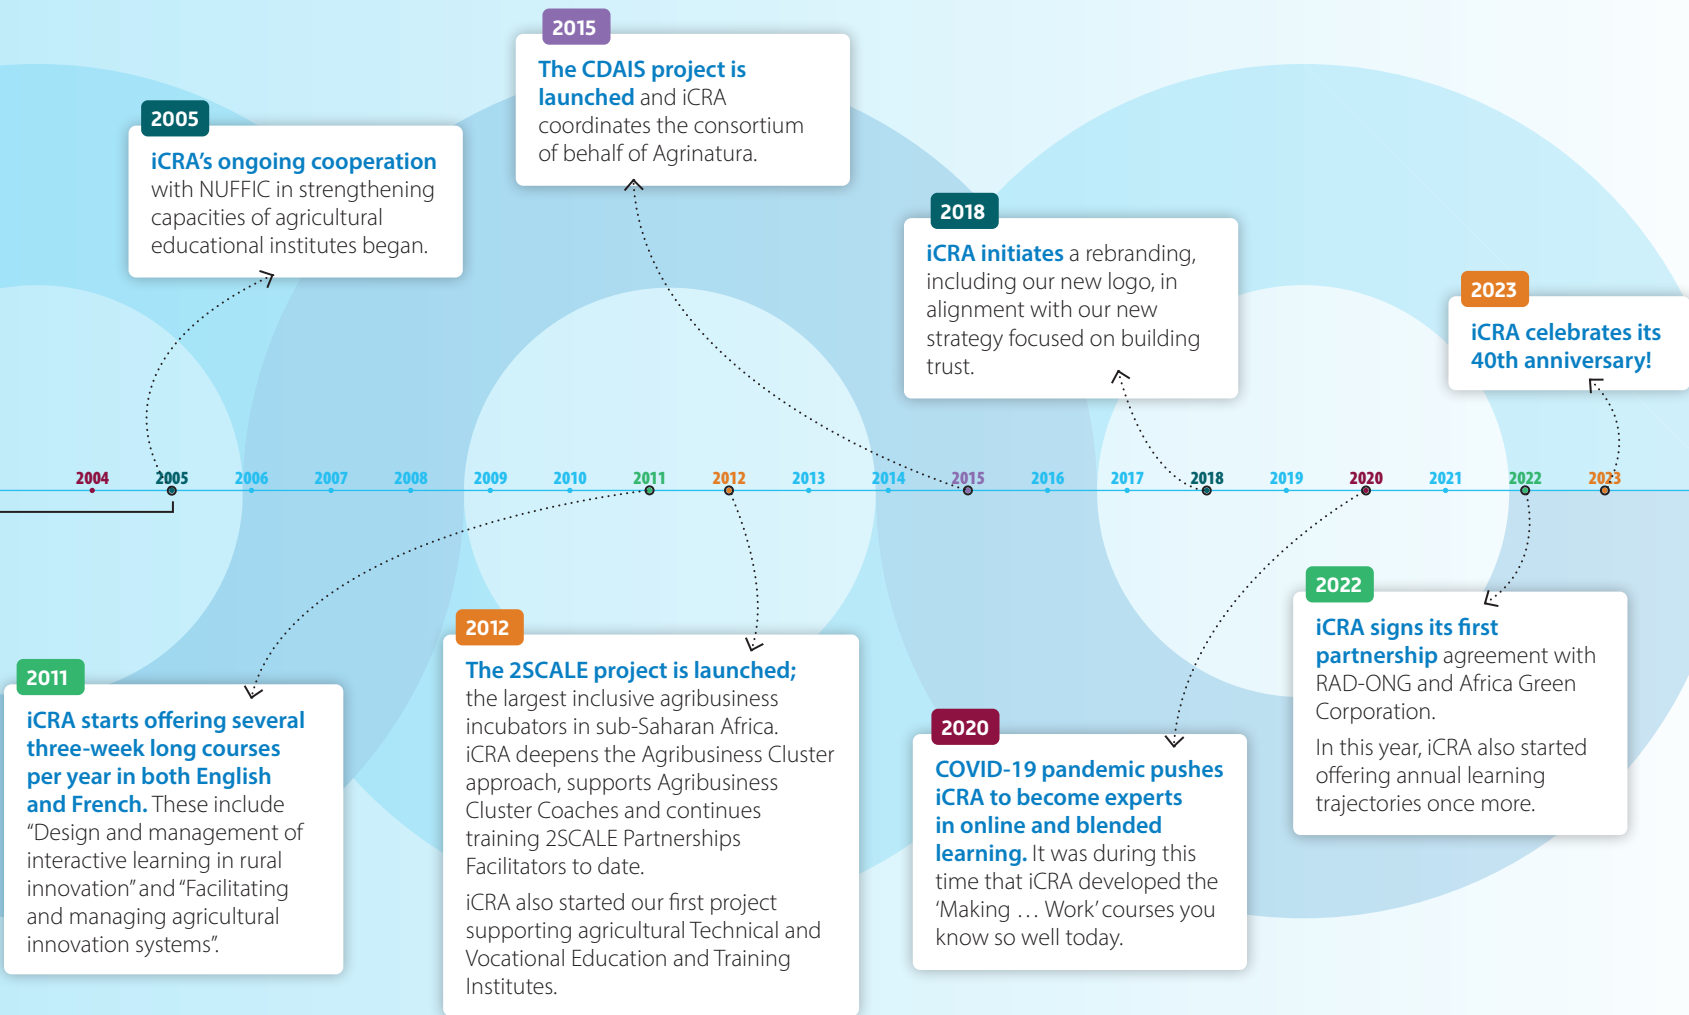 2015
The CDAIS project is
launched and iCRA
coordinates the consortium
of behalf of Agrinatura.
2005
iCRA's ongoing cooperation
with NUFFIC in strengthening
capacities of agricultural
educational institutes began.
2018
iCRA initiates a rebranding,
including our new logo, in
alignment with our new
strategy focused on building
trust.
2023
iCRA celebrates its
40th anniversary!
2004 2005 2006 2007 2008 2009 2010 2011 2012 2013 2014 2015 2016 2017 2018 2019 2020 2021 2022 2023
2011
iCRA starts offering several
three-week long courses
per year in both English
and French. These include
“Design and management of
interactive learning in rural
innovation” and “Facilitating
and managing agricultural
innovation systems”.
2012
The 2SCALE project is launched;
the largest inclusive agribusiness
incubators in sub-Saharan Africa.
iCRA deepens the Agribusiness Cluster
approach, supports Agribusiness
Cluster Coaches and continues
training 2SCALE Partnerships
Facilitators to date.
iCRA also started our first project
supporting agricultural Technical and
Vocational Education and Training
Institutes.
2020
COVID-19 pandemic pushes
iCRA to become experts
in online and blended
learning. It was during this
time that iCRA developed the
‘Making … Work’ courses you
know so well today.
2022
iCRA signs its first
partnership agreement with
RAD-ONG and Africa Green
Corporation.
In this year, iCRA also started
offering annual learning
trajectories once more.